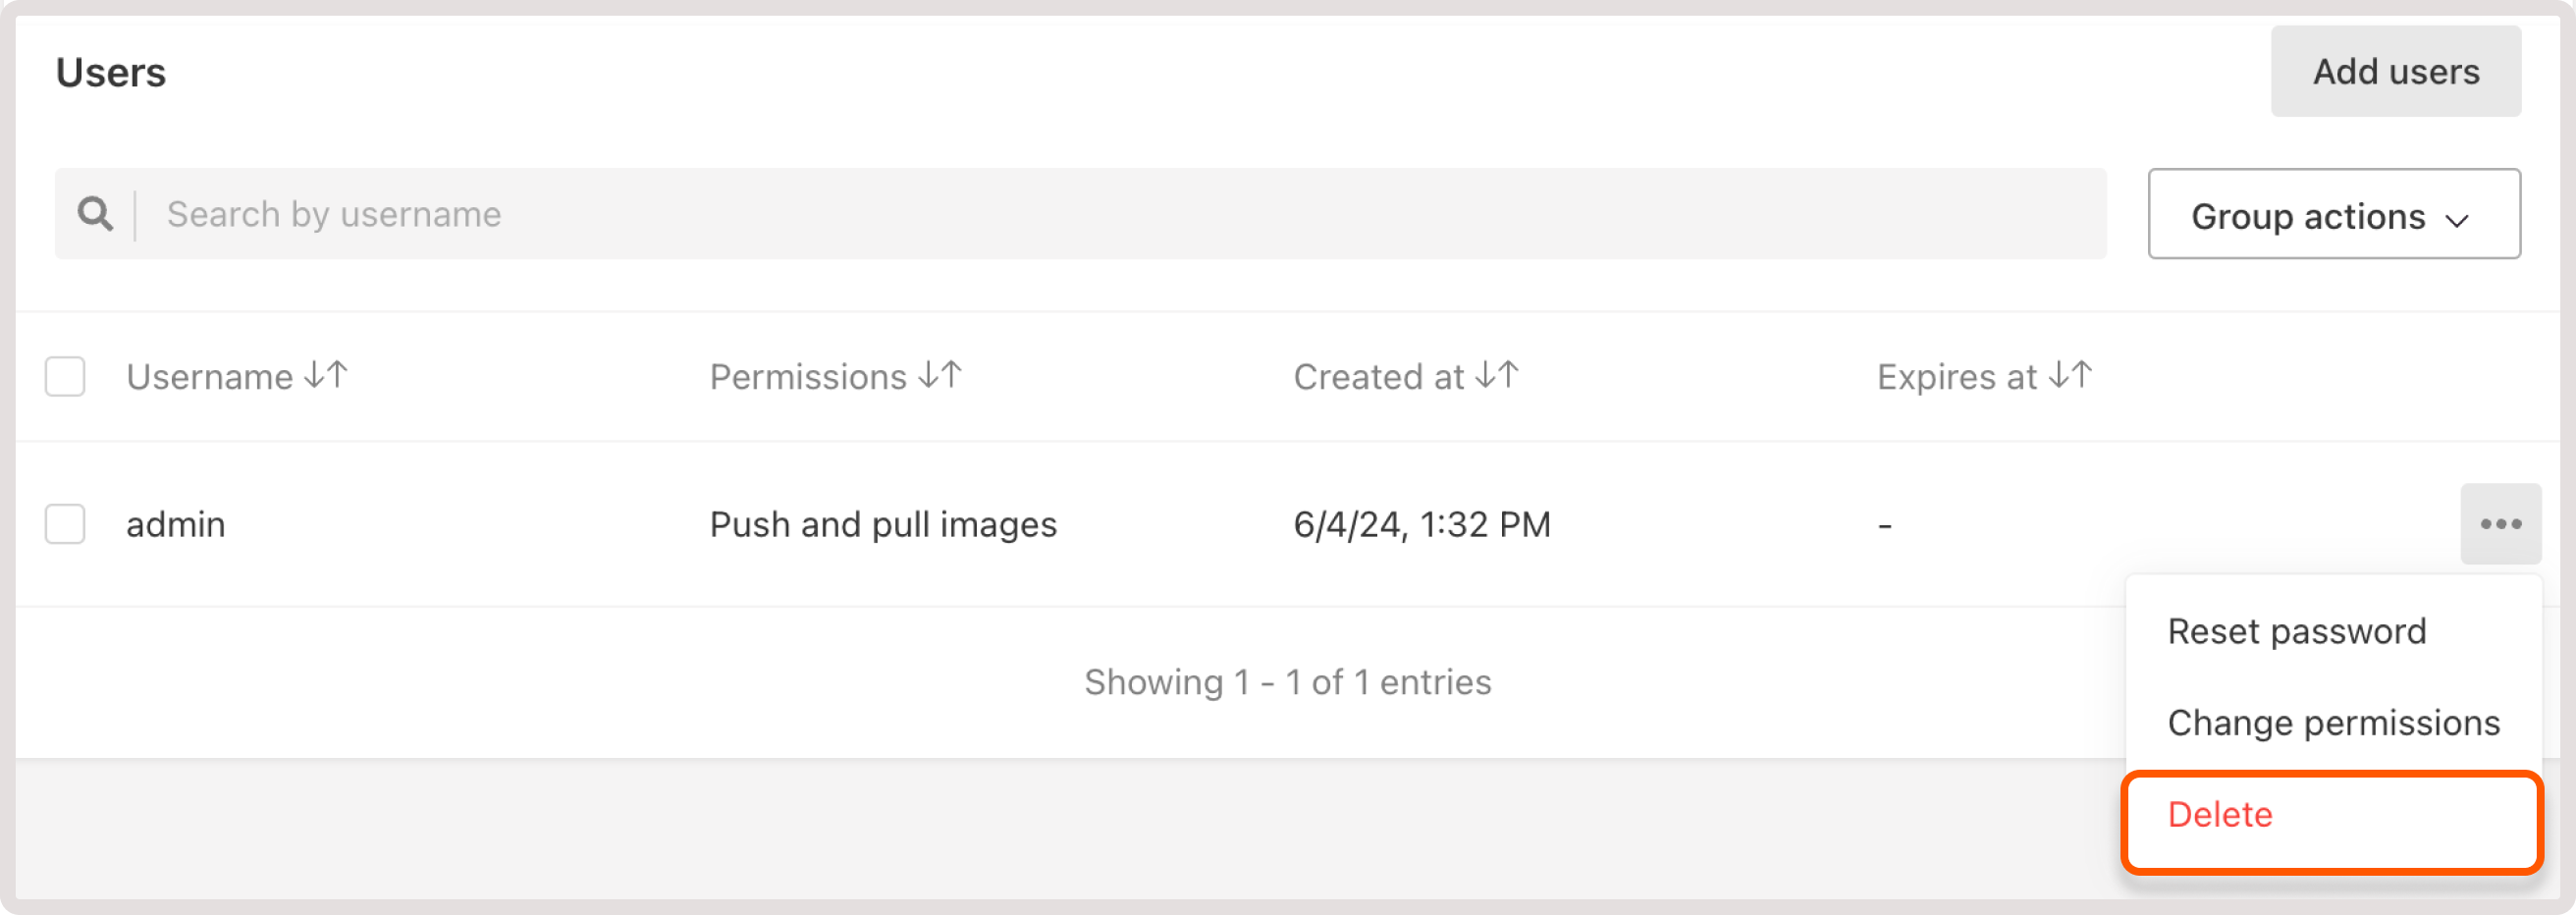 Users
Add users
Search by username
Group actions
Username Permissions Created at Expires at
admin Push and pull images 6/4/24, 1:32 PM -
Reset password
Showing 1 - 1 of 1 entries
Change permissions
Delete